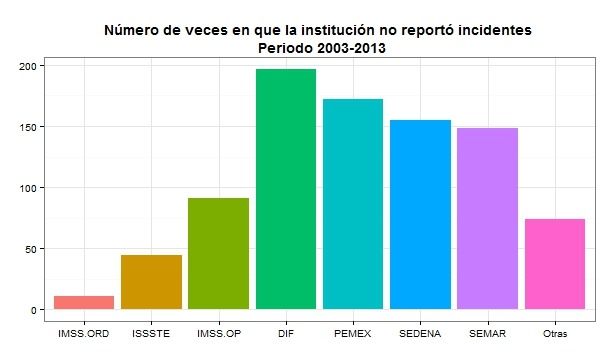 Número de veces en que la institución no reportó incidentes
Periodo 2003-2013
200
150
100
50
0
IMSS.ORD ISSSTE IMSS.OP DIF PEMEX SEDENA SEMAR Otras